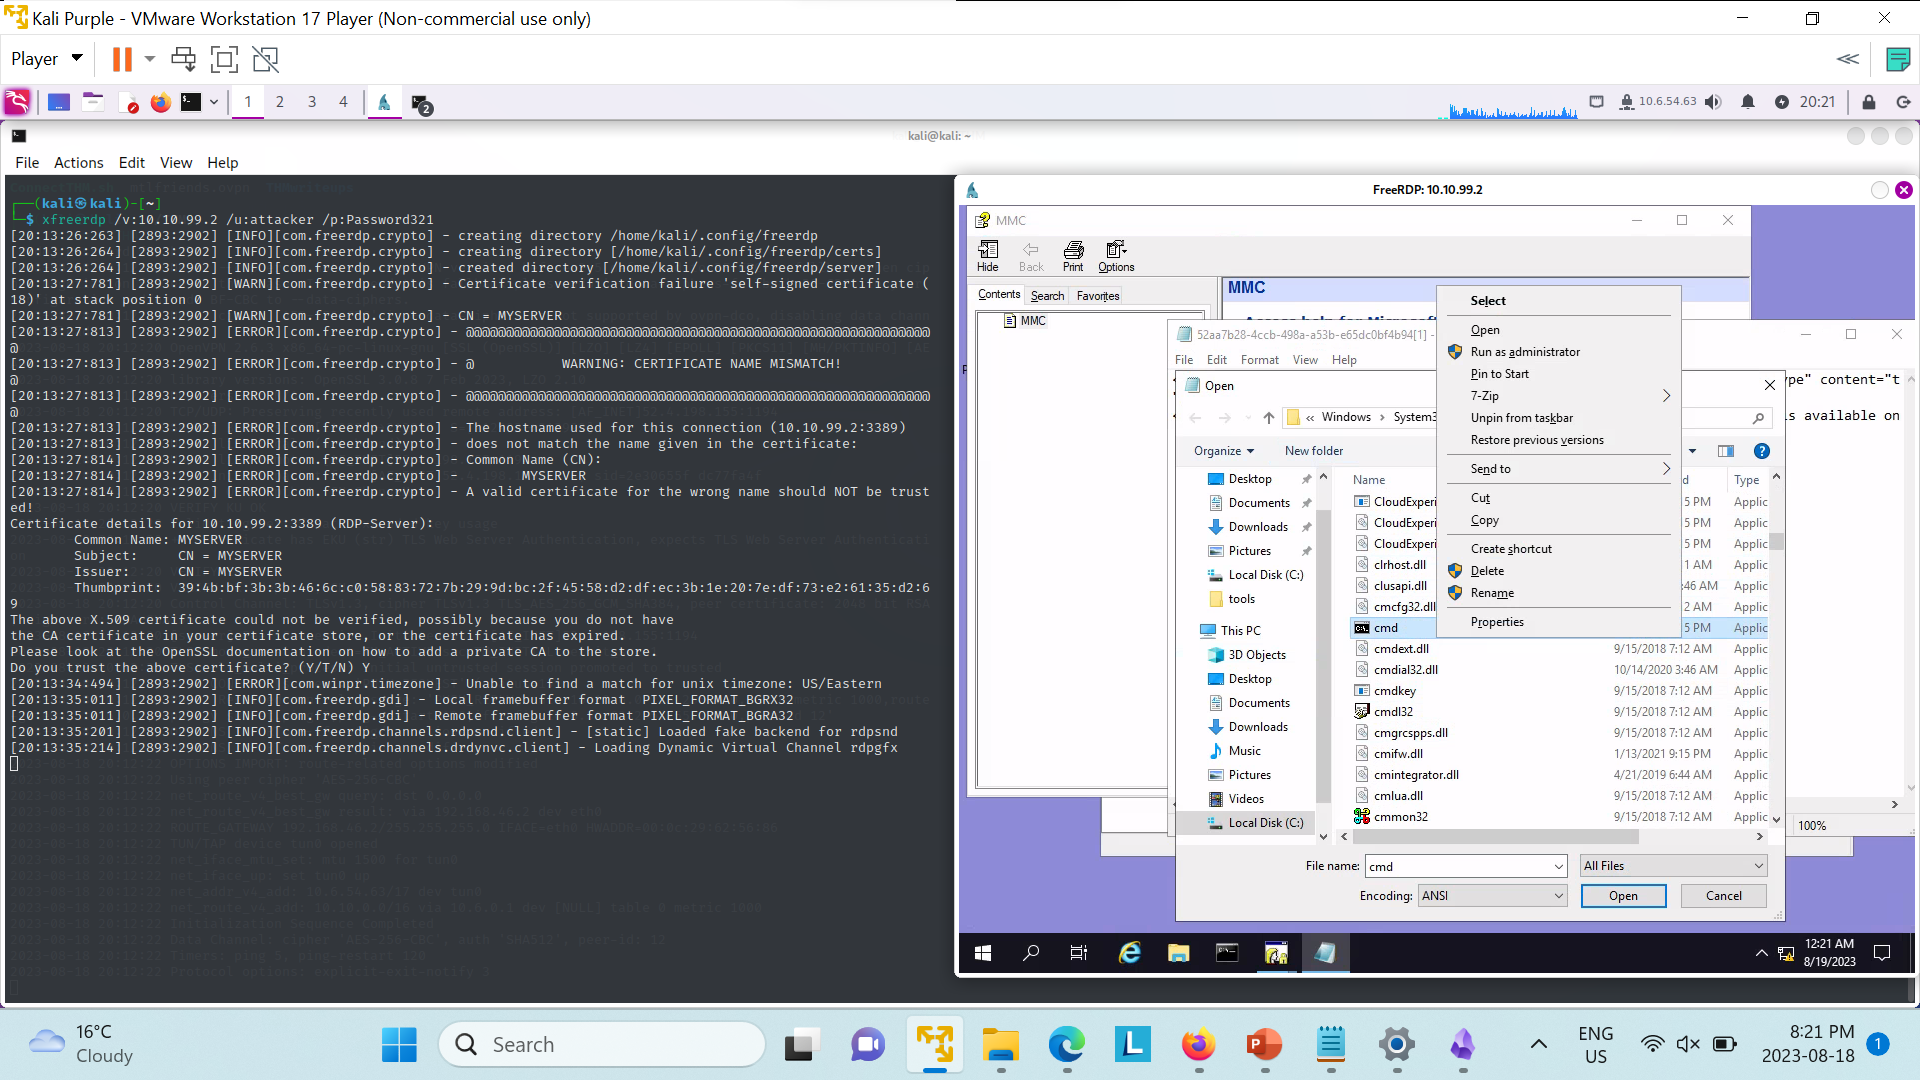 Kali Purple - VMware Workstation 17 Player (Non-commercial use only)
Player
1 2 3 4
2
10.6.54.63
20:21
kali@kali: ~
File Actions Edit View Help
┌──(kali㉿kali)-[~]
└─$ xfreerdp /v:10.10.99.2 /u:attacker /p:Password321
[20:13:26:263] [2893:2902] [INFO][com.freerdp.crypto] - creating directory /home/kali/.config/freerdp
[20:13:26:264] [2893:2902] [INFO][com.freerdp.crypto] - creating directory [/home/kali/.config/freerdp/certs]
[20:13:26:264] [2893:2902] [INFO][com.freerdp.crypto] - created directory [/home/kali/.config/freerdp/server]
[20:13:27:781] [2893:2902] [WARN][com.freerdp.crypto] - Certificate verification failure 'self-signed certificate (
18)' at stack position 0
[20:13:27:781] [2893:2902] [WARN][com.freerdp.crypto] - CN = MYSERVER
[20:13:27:813] [2893:2902] [ERROR][com.freerdp.crypto] - @@@@@@@@@@@@@@@@@@@@@@@@@@@@@@@@@@@@@@@@@@@@@@@@@@@@@@@@@@
@
[20:13:27:813] [2893:2902] [ERROR][com.freerdp.crypto] - @ WARNING: CERTIFICATE NAME MISMATCH!
@
[20:13:27:813] [2893:2902] [ERROR][com.freerdp.crypto] - @@@@@@@@@@@@@@@@@@@@@@@@@@@@@@@@@@@@@@@@@@@@@@@@@@@@@@@@@@
@
[20:13:27:813] [2893:2902] [ERROR][com.freerdp.crypto] - The hostname used for this connection (10.10.99.2:3389)
[20:13:27:813] [2893:2902] [ERROR][com.freerdp.crypto] - does not match the name given in the certificate:
[20:13:27:814] [2893:2902] [ERROR][com.freerdp.crypto] - Common Name (CN):
[20:13:27:814] [2893:2902] [ERROR][com.freerdp.crypto] - MYSERVER
[20:13:27:814] [2893:2902] [ERROR][com.freerdp.crypto] - A valid certificate for the wrong name should NOT be trust
ed!
Certificate details for 10.10.99.2:3389 (RDP-Server):
Common Name: MYSERVER
Subject: CN = MYSERVER
Issuer: CN = MYSERVER
Thumbprint: 39:4b:bf:3b:3b:46:6c:c0:58:83:72:7b:29:9d:bc:2f:45:58:d2:df:ec:3b:1e:20:7e:df:73:e2:61:35:d2:6
9
The above X.509 certificate could not be verified, possibly because you do not have
the CA certificate in your certificate store, or the certificate has expired.
Please look at the OpenSSL documentation on how to add a private CA to the store.
Do you trust the above certificate? (Y/T/N) Y
[20:13:34:494] [2893:2902] [ERROR][com.winpr.timezone] - Unable to find a match for unix timezone: US/Eastern
[20:13:35:011] [2893:2902] [INFO][com.freerdp.gdi] - Local framebuffer format PIXEL_FORMAT_BGRX32
[20:13:35:011] [2893:2902] [INFO][com.freerdp.gdi] - Remote framebuffer format PIXEL_FORMAT_BGRA32
[20:13:35:201] [2893:2902] [INFO][com.freerdp.channels.rdpsnd.client] - [static] Loaded fake backend for rdpsnd
[20:13:35:214] [2893:2902] [INFO][com.freerdp.channels.drdynvc.client] - Loading Dynamic Virtual Channel rdpgfx
FreeRDP: 10.10.99.2
MMC
Hide Back Print Options
Contents Search Favorites
MMC
MMC
52aa7b28-4ccb-498a-a53b-e65dc0bf4b94[1] -
File Edit Format View Help
ype" content="t
s available on
100%
Open
« Windows › System3
Organize New folder
Desktop
Documents
Downloads
Pictures
Local Disk (C:)
tools
This PC
3D Objects
Desktop
Documents
Downloads
Music
Pictures
Videos
Local Disk (C:)
Name d Type
CloudExperi 5 PM Applic
CloudExperi 5 PM Applic
CloudExperi 5 PM Applic
clrhost.dll 1 AM Applic
clusapi.dll :46 AM Applic
cmcfg32.dll 2 AM Applic
cmd 5 PM Applic
cmdext.dll 9/15/2018 7:12 AM Applic
cmdial32.dll 10/14/2020 3:46 AM Applic
cmdkey 9/15/2018 7:12 AM Applic
cmdl32 9/15/2018 7:12 AM Applic
cmgrcspps.dll 9/15/2018 7:12 AM Applic
cmifw.dll 1/13/2021 9:15 PM Applic
cmintegrator.dll 4/21/2019 6:44 AM Applic
cmlua.dll 9/15/2018 7:12 AM Applic
cmmon32 9/15/2018 7:12 AM Applic
File name: cmd All Files
Encoding: ANSI Open Cancel
Select
Open
Run as administrator
Pin to Start
7-Zip
Unpin from taskbar
Restore previous versions
Send to
Cut
Copy
Create shortcut
Delete
Rename
Properties
12:21 AM
8/19/2023
16°C
Cloudy
Search
ENG
US
8:21 PM
2023-08-18
1